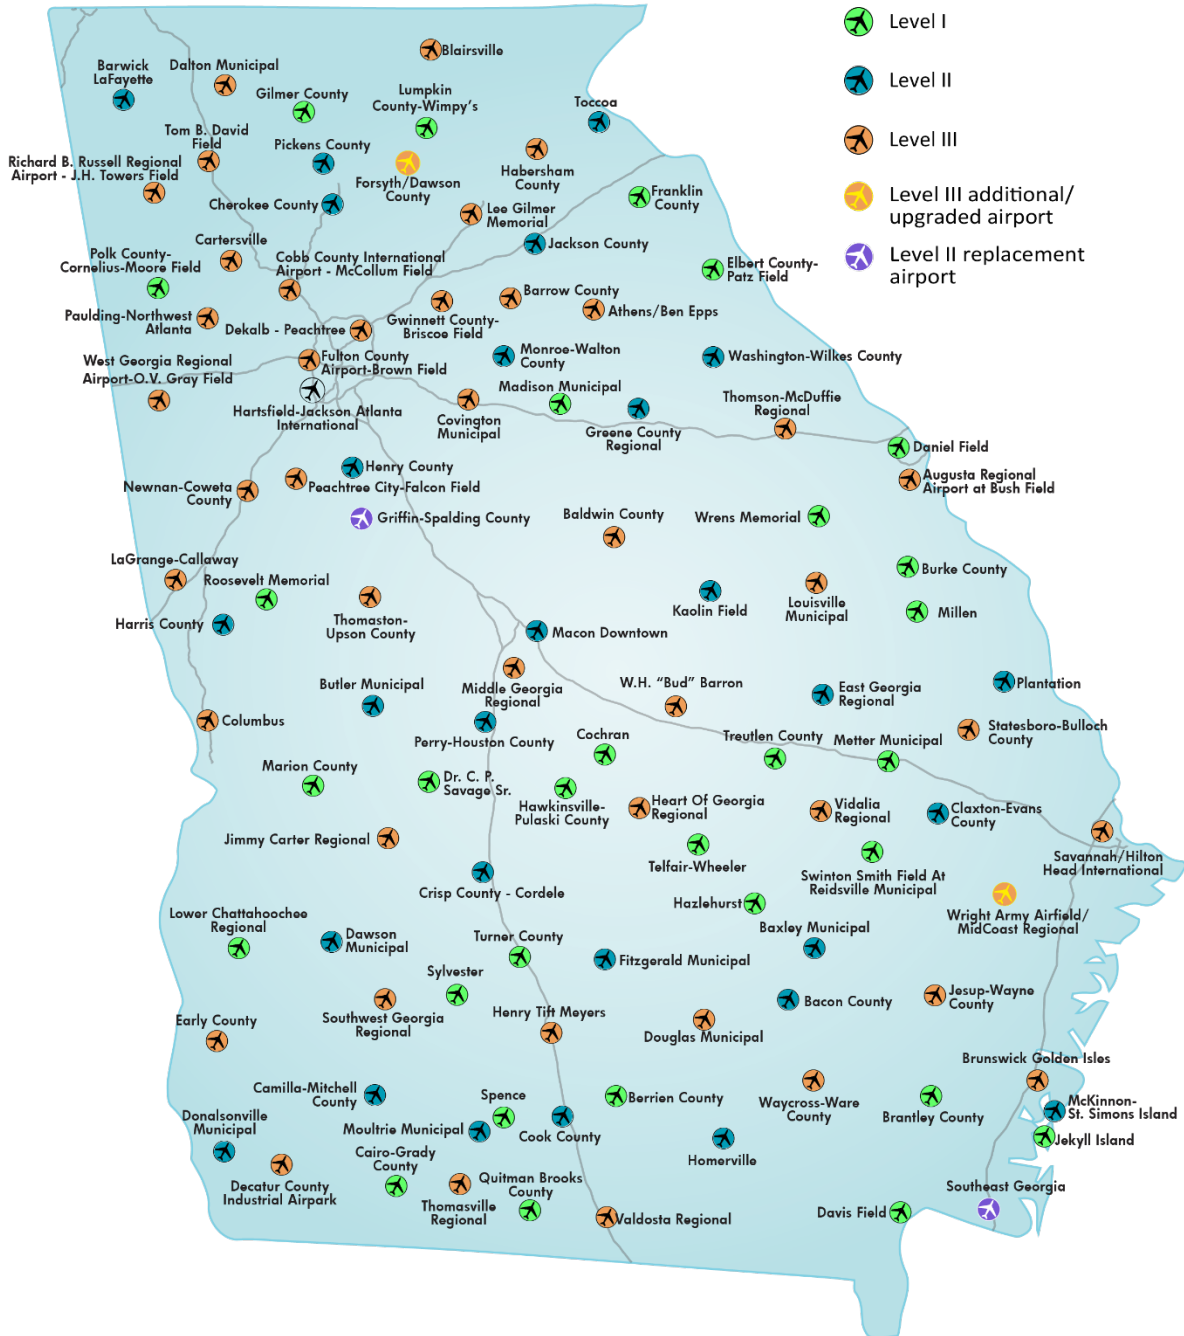 Level I
Level II
Level III
Level III additional/
upgraded airport
Level II replacement
airport
Blairsville
Barwick
LaFayette
Dalton Municipal
Gilmer County
Lumpkin
County-Wimpy's
Toccoa
Tom B. David
Field
Pickens County
Richard B. Russell Regional
Airport - J.H. Towers Field
Forsyth/Dawson
County
Habersham
County
Cherokee County
Lee Gilmer
Memorial
Franklin
County
Cartersville
Jackson County
Polk County-
Cornelius-Moore Field
Cobb County International
Airport - McCollum Field
Elbert County-
Patz Field
Paulding-Northwest
Atlanta
Dekalb - Peachtree
Gwinnett County-
Briscoe Field
Barrow County
Athens/Ben Epps
West Georgia Regional
Airport-O.V. Gray Field
Fulton County
Airport-Brown Field
Monroe-Walton
County
Washington-Wilkes County
Hartsfield-Jackson Atlanta
International
Covington
Municipal
Madison Municipal
Greene County
Regional
Thomson-McDuffie
Regional
Daniel Field
Henry County
Newnan-Coweta
County
Peachtree City-Falcon Field
Augusta Regional
Airport at Bush Field
Griffin-Spalding County
Baldwin County
Wrens Memorial
LaGrange-Callaway
Roosevelt Memorial
Burke County
Harris County
Thomaston-
Upson County
Kaolin Field
Louisville
Municipal
Millen
Macon Downtown
Butler Municipal
Middle Georgia
Regional
W.H. "Bud" Barron
East Georgia
Regional
Plantation
Columbus
Perry-Houston County
Cochran
Treutlen County
Metter Municipal
Statesboro-Bulloch
County
Marion County
Dr. C. P.
Savage Sr.
Hawkinsville-
Pulaski County
Heart Of Georgia
Regional
Vidalia
Regional
Claxton-Evans
County
Jimmy Carter Regional
Telfair-Wheeler
Swinton Smith Field At
Reidsville Municipal
Savannah/Hilton
Head International
Crisp County - Cordele
Hazlehurst
Wright Army Airfield/
MidCoast Regional
Lower Chattahoochee
Regional
Dawson
Municipal
Turner County
Fitzgerald Municipal
Baxley Municipal
Sylvester
Southwest Georgia
Regional
Henry Tift Meyers
Bacon County
Jesup-Wayne
County
Early County
Douglas Municipal
Brunswick Golden Isles
Camilla-Mitchell
County
Spence
Berrien County
Waycross-Ware
County
Brantley County
McKinnon-
St. Simons Island
Donalsonville
Municipal
Moultrie Municipal
Cook County
Homerville
Jekyll Island
Decatur County
Industrial Airpark
Cairo-Grady
County
Thomasville
Regional
Quitman Brooks
County
Valdosta Regional
Davis Field
Southeast Georgia